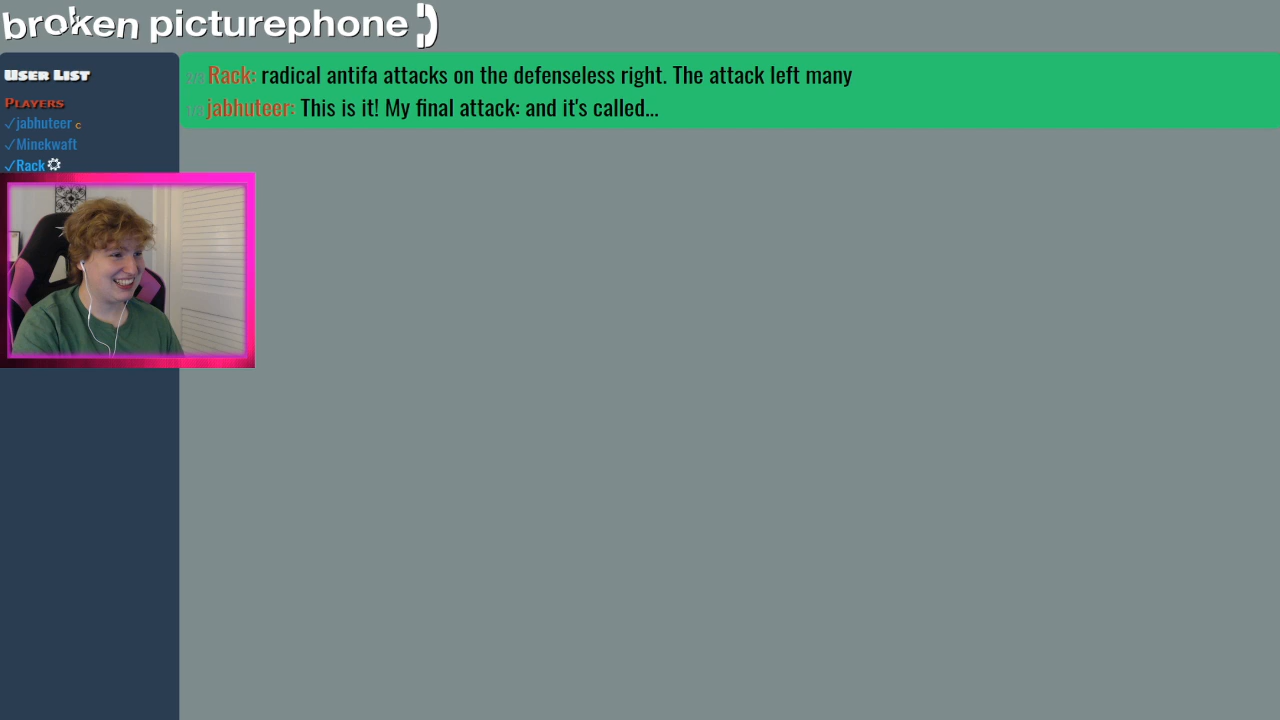 broken picturephone
USER LIST
PLAYERS
✓jabhuteer c
✓Minekwaft
✓Rack
Rack: radical antifa attacks on the defenseless right. The attack left many
jabhuteer: This is it! My final attack: and it's called...